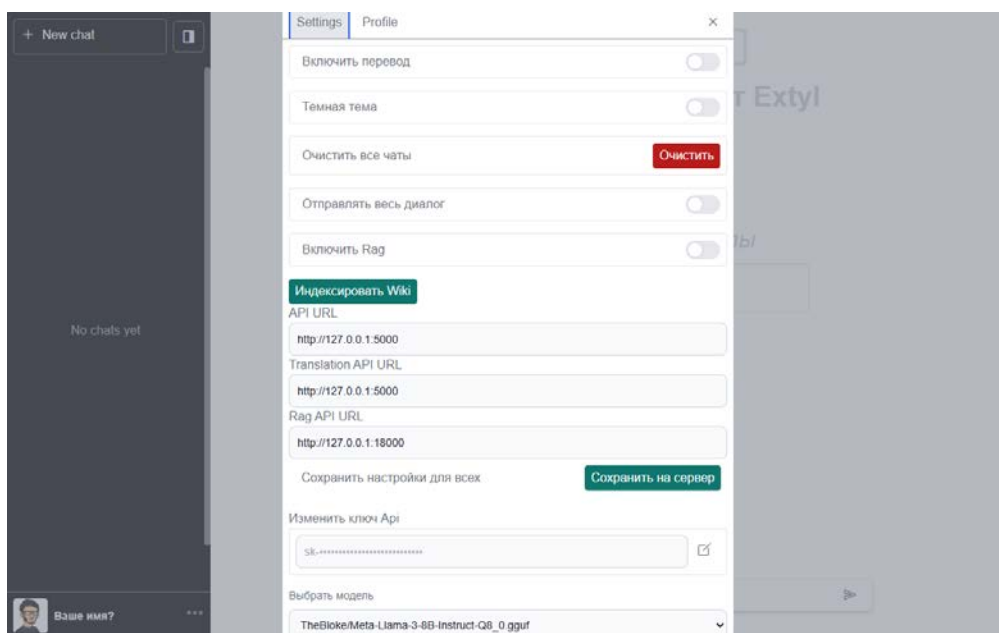 + New chat
Settings Profile ×
Включить перевод
Темная тема
Очистить все чаты
Очистить
Отправлять весь диалог
Включить Rag
Индексировать Wiki
API URL
http://127.0.0.1:5000
Translation API URL
http://127.0.0.1:5000
Rag API URL
http://127.0.0.1:18000
Сохранить настройки для всех
Сохранить на сервер
Изменить ключ Api
Выбрать модель
TheBloke/Meta-Llama-3-8B-Instruct-Q8_0.gguf
No chats yet
Ваше имя?
Extyl